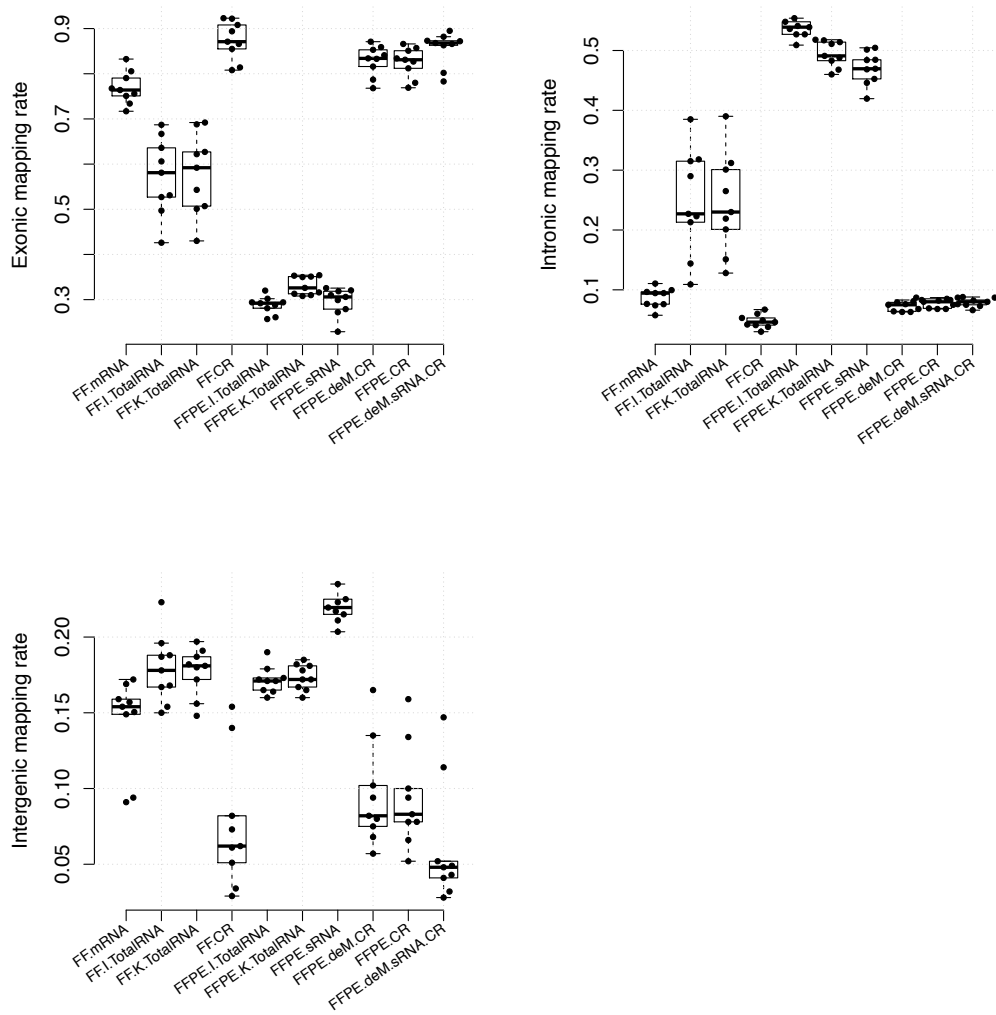 Exonic mapping rate
0.9
0.7
0.5
0.3
FF.mRNA
FF.I.TotalRNA
FF.K.TotalRNA
FF.CR
FFPE.I.TotalRNA
FFPE.K.TotalRNA
FFPE.sRNA
FFPE.deM.CR
FFPE.CR
FFPE.deM.sRNA.CR
Intronic mapping rate
0.5
0.4
0.3
0.2
0.1
FF.mRNA
FF.I.TotalRNA
FF.K.TotalRNA
FF.CR
FFPE.I.TotalRNA
FFPE.K.TotalRNA
FFPE.sRNA
FFPE.deM.CR
FFPE.CR
FFPE.deM.sRNA.CR
Intergenic mapping rate
0.20
0.15
0.10
0.05
FF.mRNA
FF.I.TotalRNA
FF.K.TotalRNA
FF.CR
FFPE.I.TotalRNA
FFPE.K.TotalRNA
FFPE.sRNA
FFPE.deM.CR
FFPE.CR
FFPE.deM.sRNA.CR